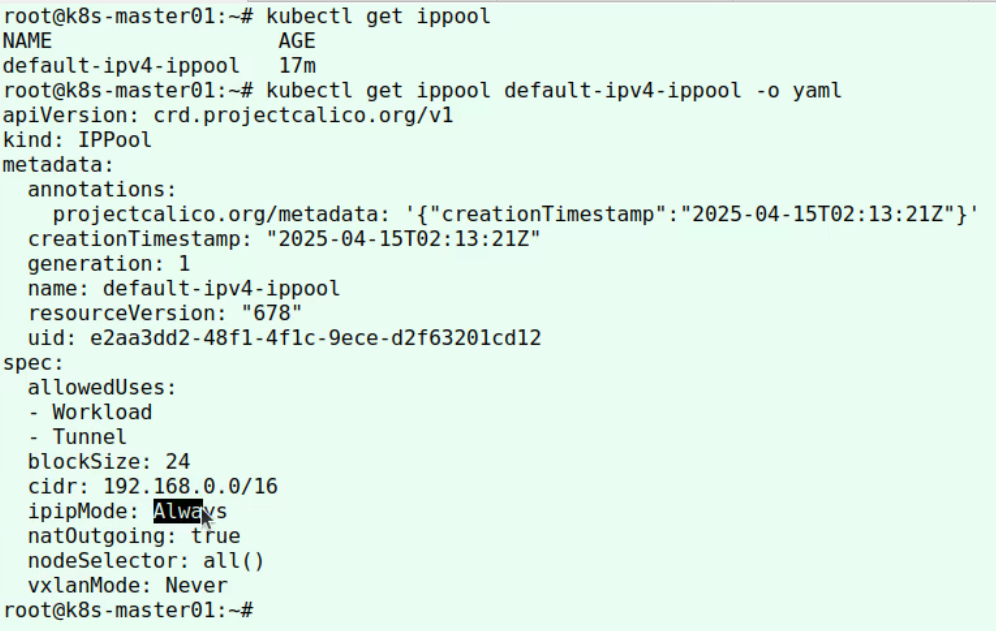 root@k8s-master01:~# kubectl get ippool
NAME                  AGE
default-ipv4-ippool   17m
root@k8s-master01:~# kubectl get ippool default-ipv4-ippool -o yaml
apiVersion: crd.projectcalico.org/v1
kind: IPPool
metadata:
  annotations:
    projectcalico.org/metadata: '{"creationTimestamp":"2025-04-15T02:13:21Z"}'
  creationTimestamp: "2025-04-15T02:13:21Z"
  generation: 1
  name: default-ipv4-ippool
  resourceVersion: "678"
  uid: e2aa3dd2-48f1-4f1c-9ece-d2f63201cd12
spec:
  allowedUses:
  - Workload
  - Tunnel
  blockSize: 24
  cidr: 192.168.0.0/16
  ipipMode: Always
  natOutgoing: true
  nodeSelector: all()
  vxlanMode: Never
root@k8s-master01:~#